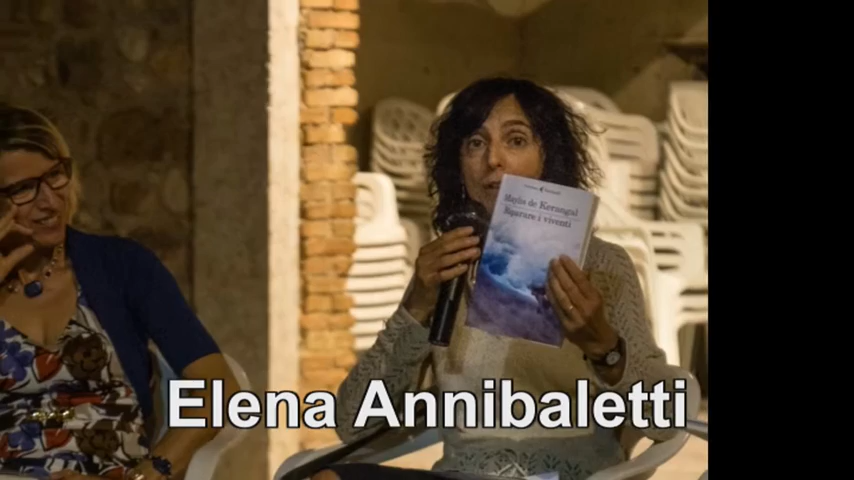 Maylis de Kerangal
Riparare i viventi
Elena Annibaletti